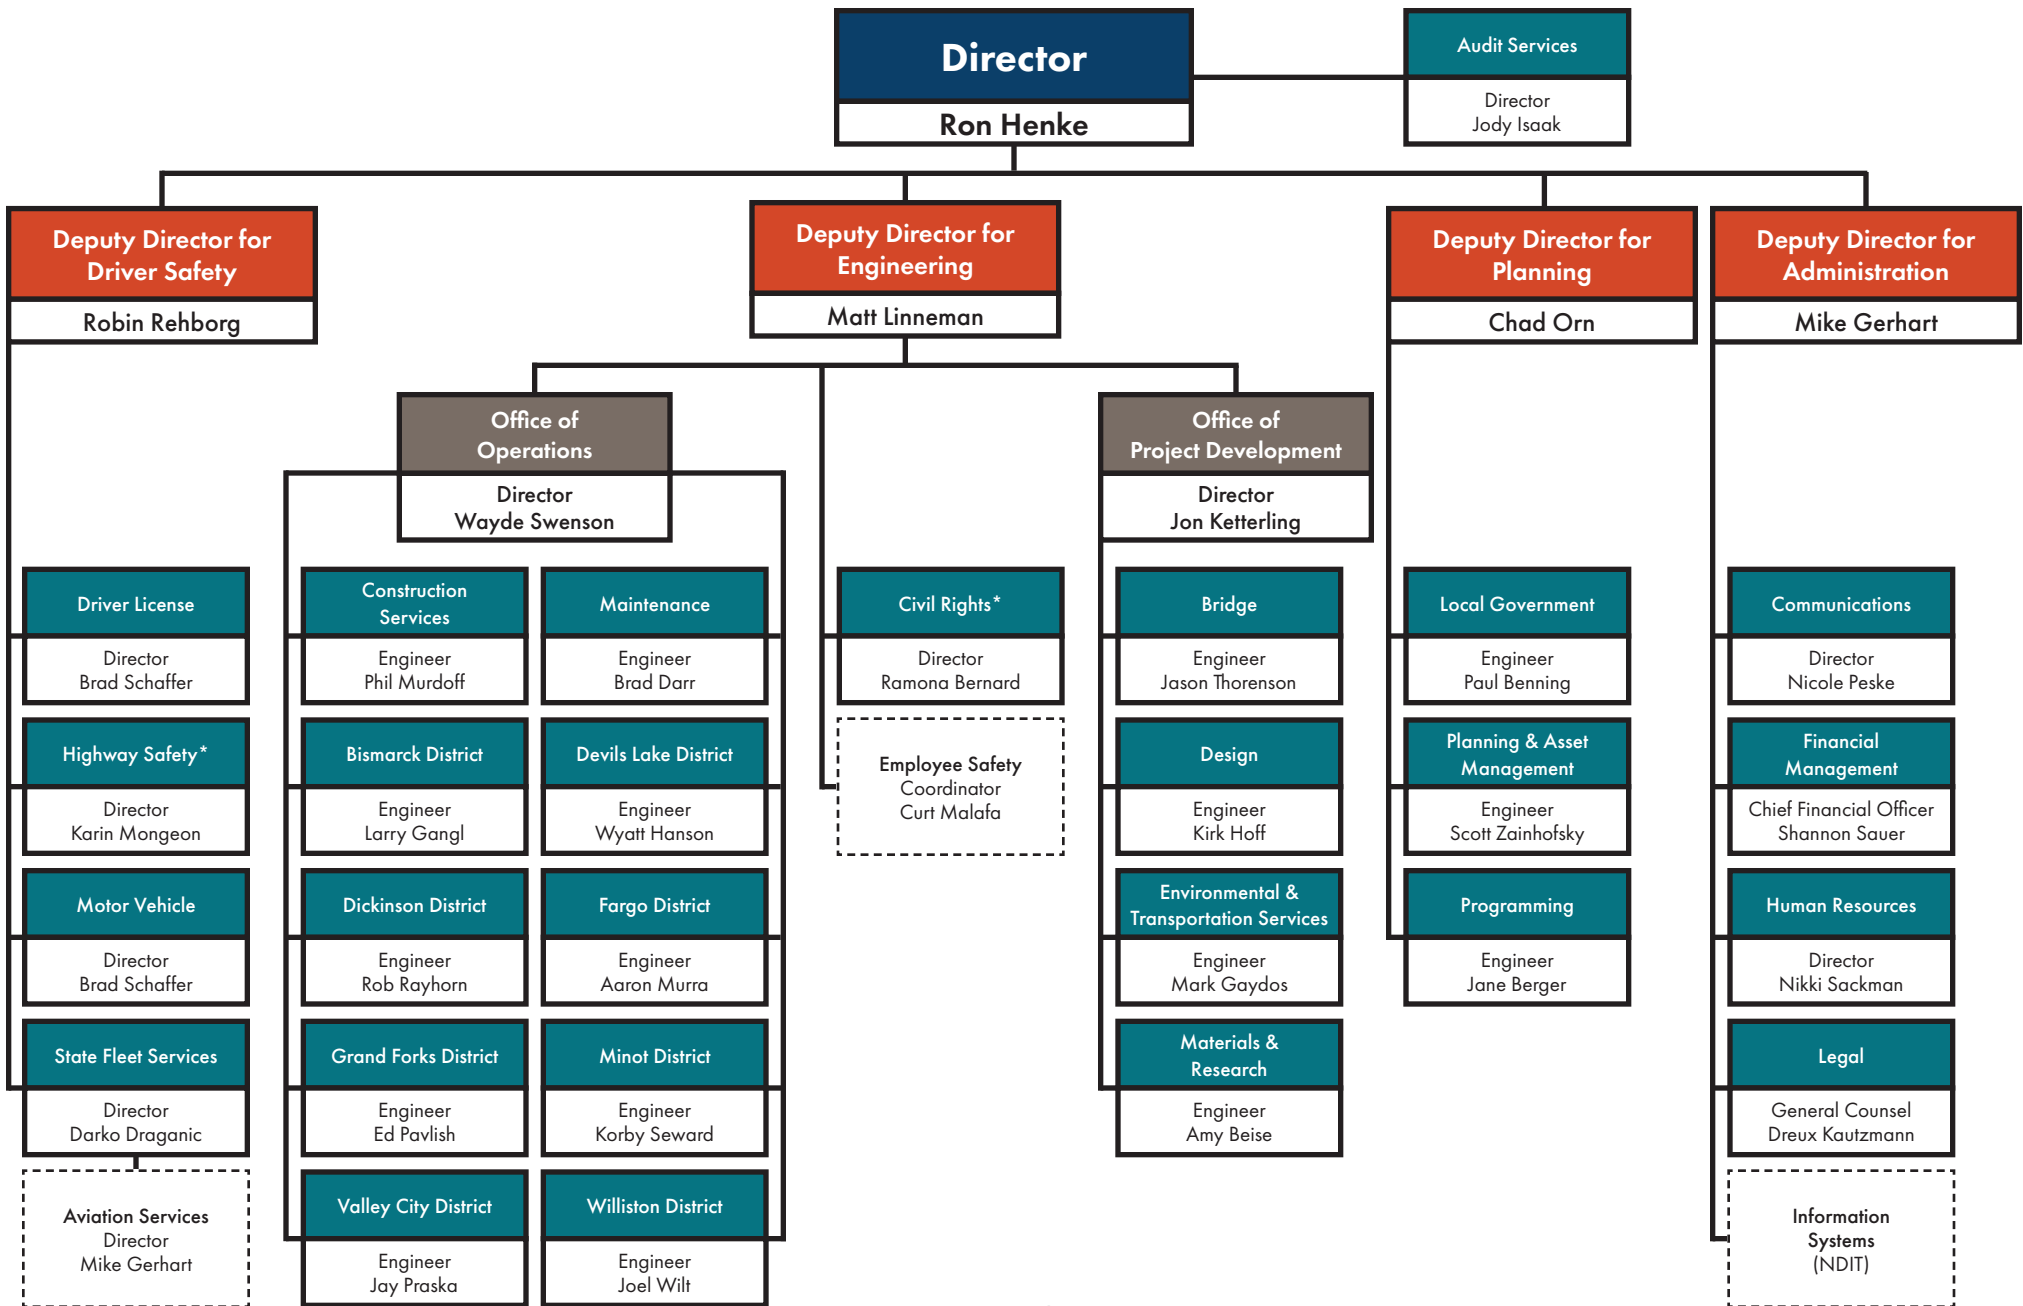 Director
Ron Henke
Audit Services
Director
Jody Isaak
Deputy Director for
Driver Safety
Robin Rehborg
Deputy Director for
Engineering
Matt Linneman
Deputy Director for
Planning
Chad Orn
Deputy Director for
Administration
Mike Gerhart
Office of
Operations
Director
Wayde Swenson
Office of
Project Development
Director
Jon Ketterling
Driver License
Director
Brad Schaffer
Highway Safety*
Director
Karin Mongeon
Motor Vehicle
Director
Brad Schaffer
State Fleet Services
Director
Darko Draganic
Aviation Services
Director
Mike Gerhart
Construction
Services
Engineer
Phil Murdoff
Maintenance
Engineer
Brad Darr
Bismarck District
Engineer
Larry Gangl
Devils Lake District
Engineer
Wyatt Hanson
Dickinson District
Engineer
Rob Rayhorn
Fargo District
Engineer
Aaron Murra
Grand Forks District
Engineer
Ed Pavlish
Minot District
Engineer
Korby Seward
Valley City District
Engineer
Jay Praska
Williston District
Engineer
Joel Wilt
Civil Rights*
Director
Ramona Bernard
Employee Safety
Coordinator
Curt Malafa
Bridge
Engineer
Jason Thorenson
Design
Engineer
Kirk Hoff
Environmental &
Transportation Services
Engineer
Mark Gaydos
Materials &
Research
Engineer
Amy Beise
Local Government
Engineer
Paul Benning
Planning & Asset
Management
Engineer
Scott Zainhofsky
Programming
Engineer
Jane Berger
Communications
Director
Nicole Peske
Financial
Management
Chief Financial Officer
Shannon Sauer
Human Resources
Director
Nikki Sackman
Legal
General Counsel
Dreux Kautzmann
Information
Systems
(NDIT)